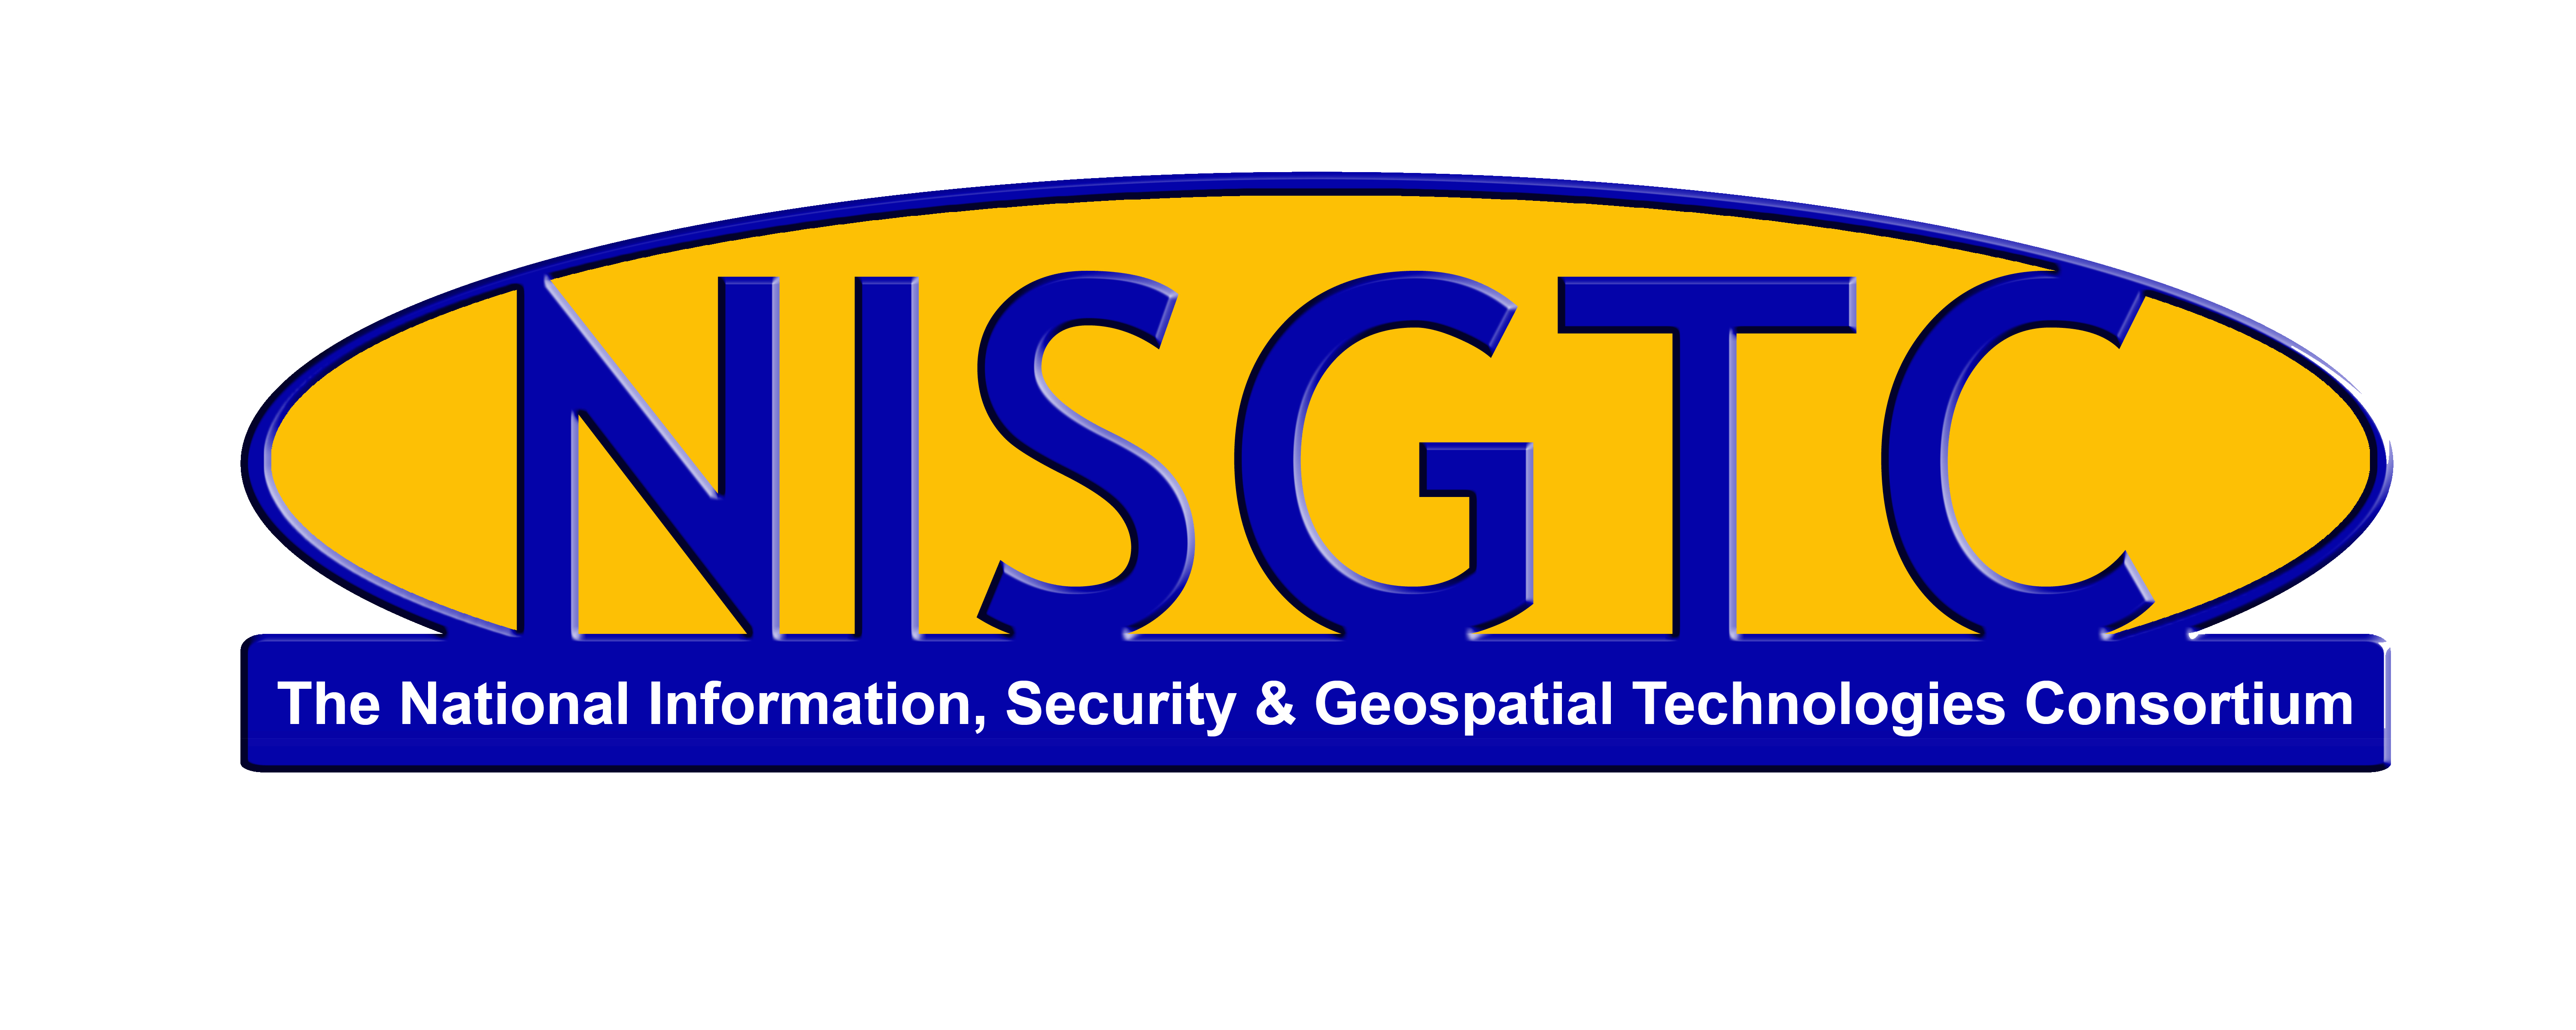 NISGTC
The National Information, Security & Geospatial Technologies Consortium